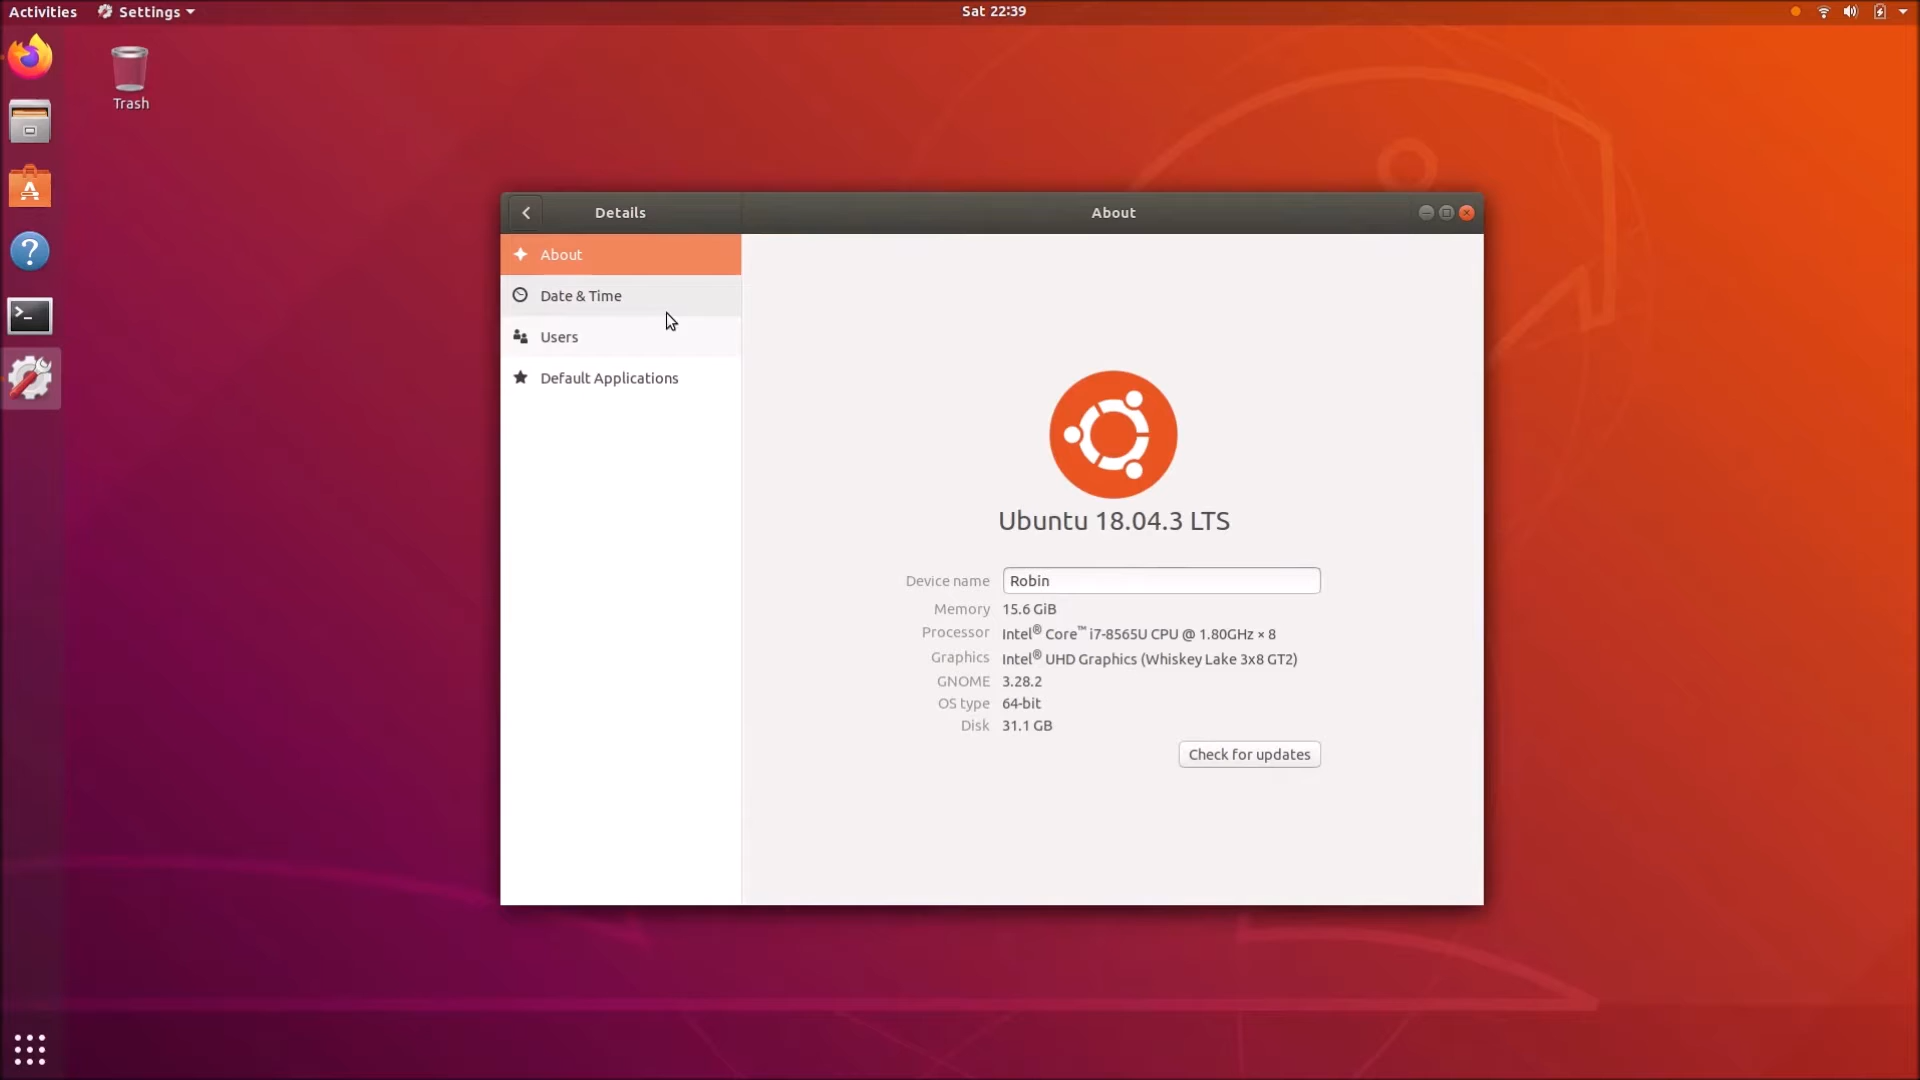 Activities Settings Sat 22:39
Trash
Details About
About
Date & Time
Users
Default Applications
Ubuntu 18.04.3 LTS
Device name Robin
Memory 15.6 GiB
Processor Intel® Core™ i7-8565U CPU @ 1.80GHz × 8
Graphics Intel® UHD Graphics (Whiskey Lake 3x8 GT2)
GNOME 3.28.2
OS type 64-bit
Disk 31.1 GB
Check for updates